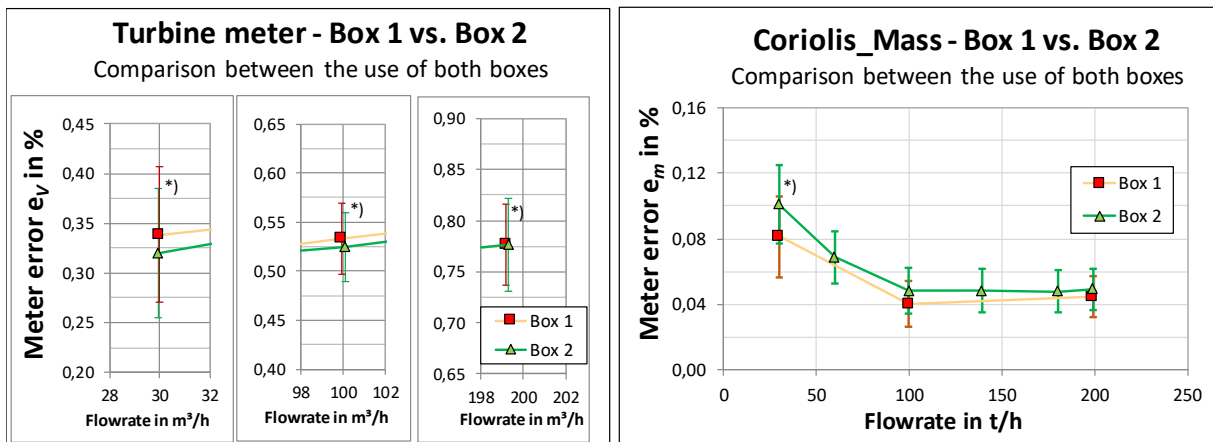 Turbine meter - Box 1 vs. Box 2
Comparison between the use of both boxes
Meter error eV in %
0,45
0,40
0,35
0,30
0,25
0,20
*)
28 30 32
Flowrate in m³/h
0,65
0,60
0,55
0,50
0,45
0,40
*)
98 100 102
Flowrate in m³/h
0,90
0,85
0,80
0,75
0,70
0,65
*)
Box 1
Box 2
198 200 202
Flowrate in m³/h
Coriolis_Mass - Box 1 vs. Box 2
Comparison between the use of both boxes
Meter error em in %
0,16
0,12
0,08
0,04
0,00
*)
Box 1
Box 2
0 50 100 150 200 250
Flowrate in t/h